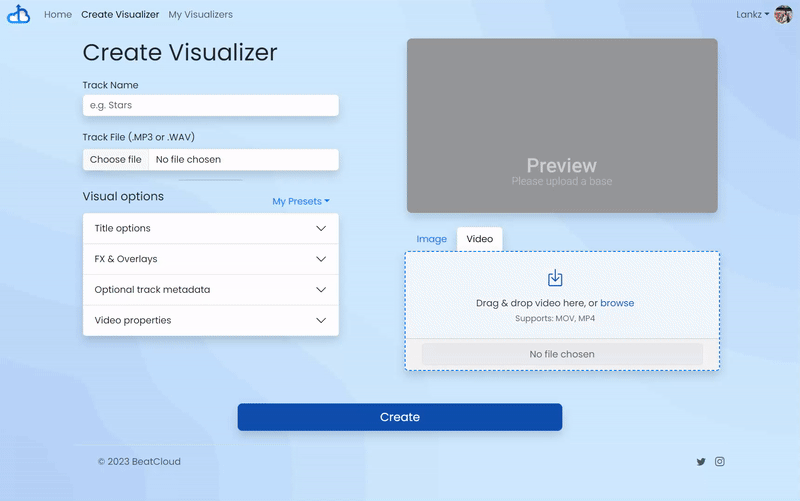 Home Create Visualizer My Visualizers Lankz
Create Visualizer
Track Name
e.g. Stars
Track File (.MP3 or .WAV)
Choose file No file chosen
Visual options
My Presets
Title options
FX & Overlays
Optional track metadata
Video properties
Preview
Please upload a base
Image Video
Drag & drop video here, or browse
Supports: MOV, MP4
No file chosen
Create
© 2023 BeatCloud